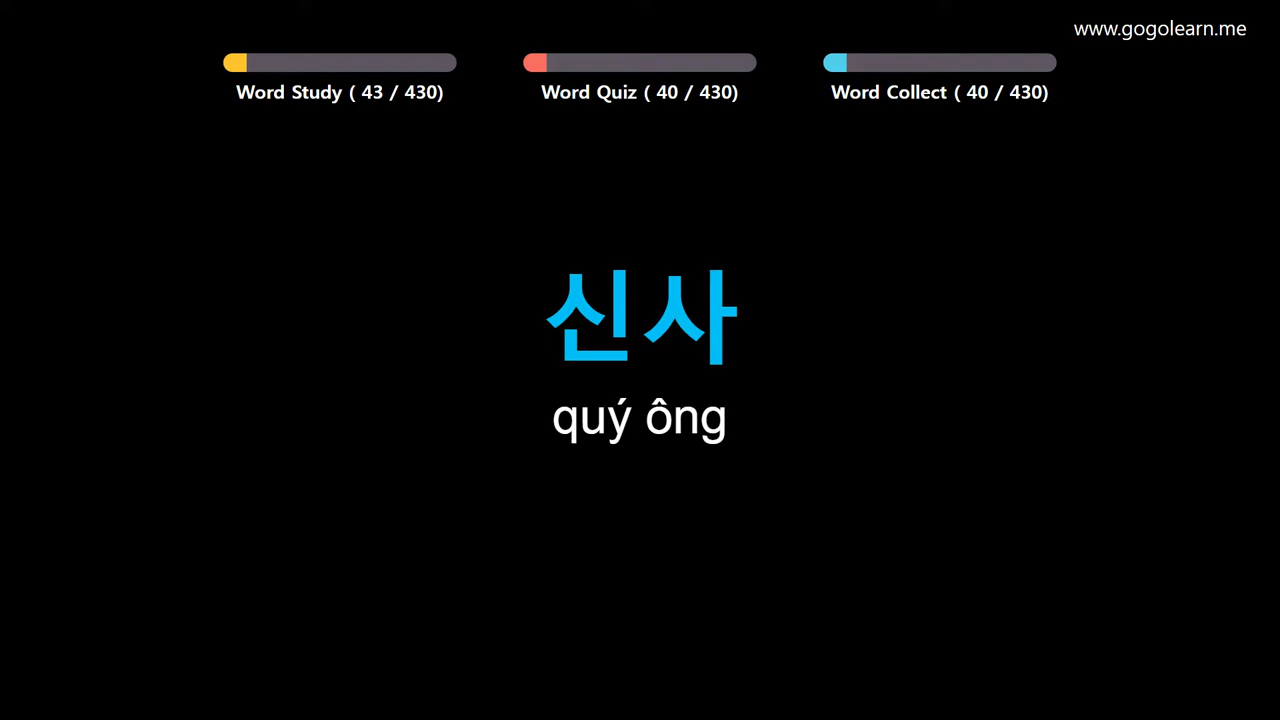 www.gogolearn.me
Word Study ( 43 / 430)
Word Quiz ( 40 / 430)
Word Collect ( 40 / 430)
신사
quý ông